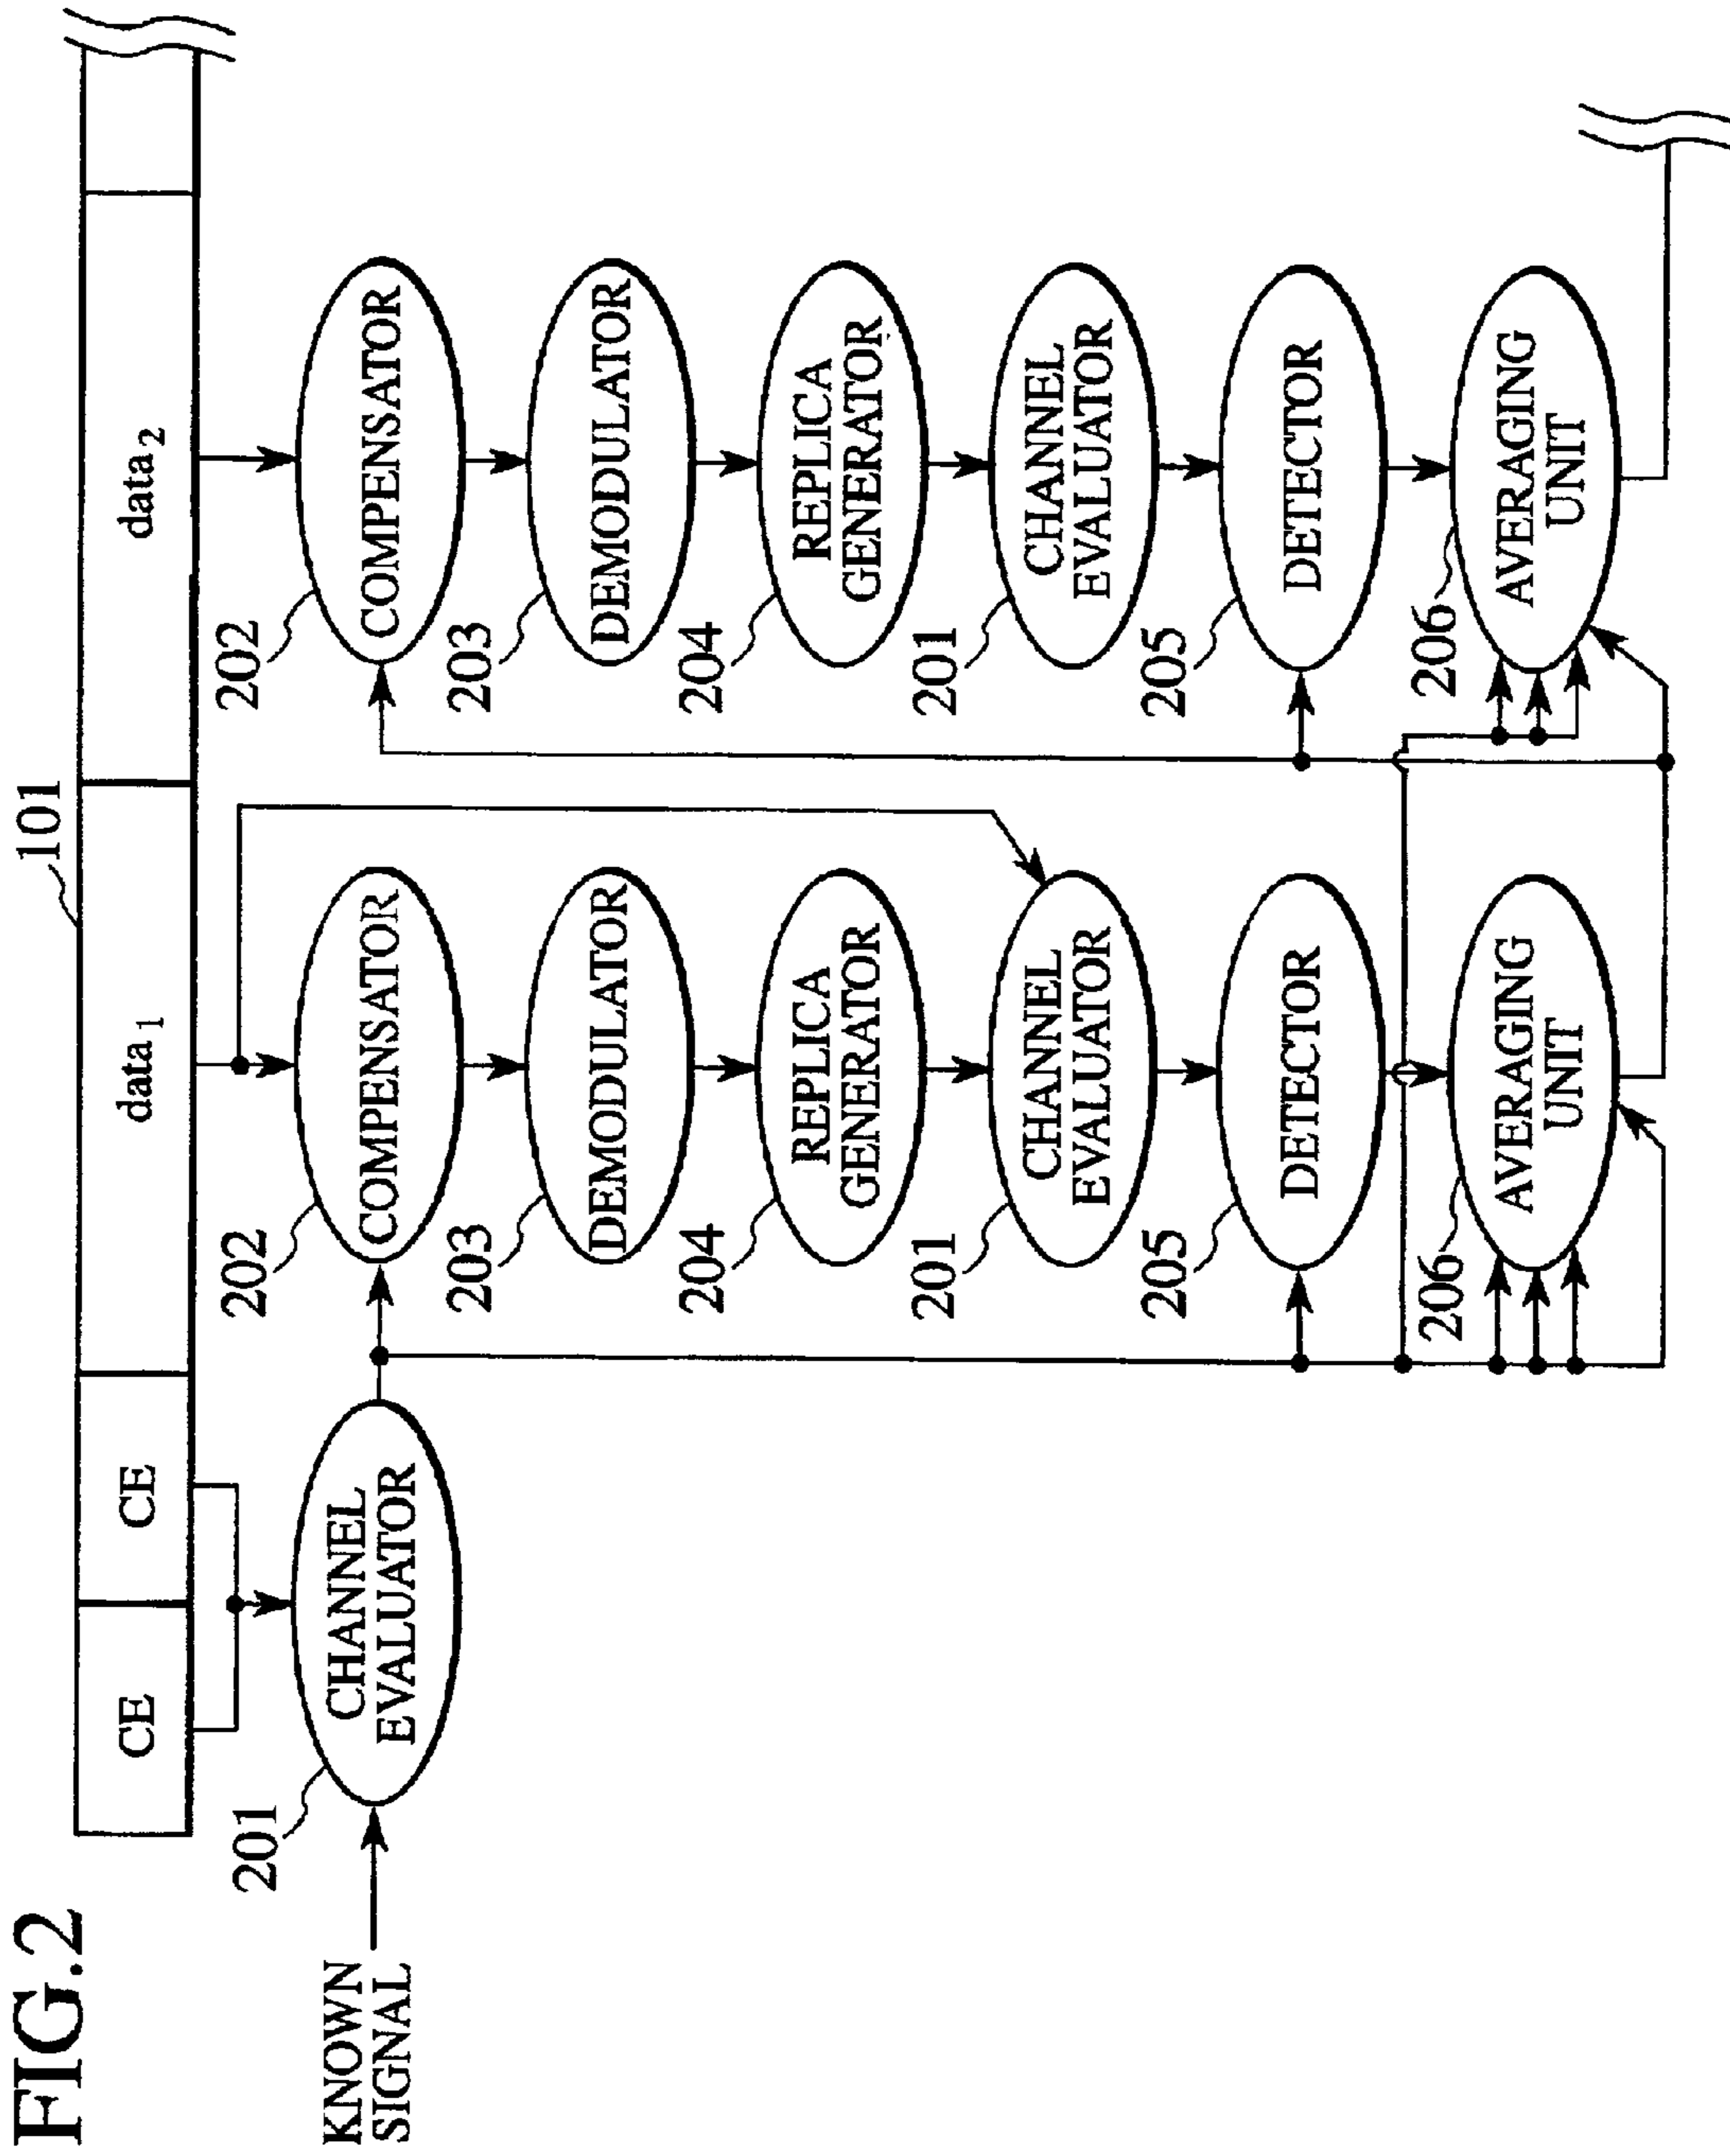 FIG.2
101
CE
CE
data1
data2
KNOWN
SIGNAL
201
CHANNEL
EVALUATOR
202
COMPENSATOR
203
DEMODULATOR
204
REPLICA
GENERATOR
201
CHANNEL
EVALUATOR
205
DETECTOR
206
AVERAGING
UNIT
202
COMPENSATOR
203
DEMODULATOR
204
REPLICA
GENERATOR
201
CHANNEL
EVALUATOR
205
DETECTOR
206
AVERAGING
UNIT